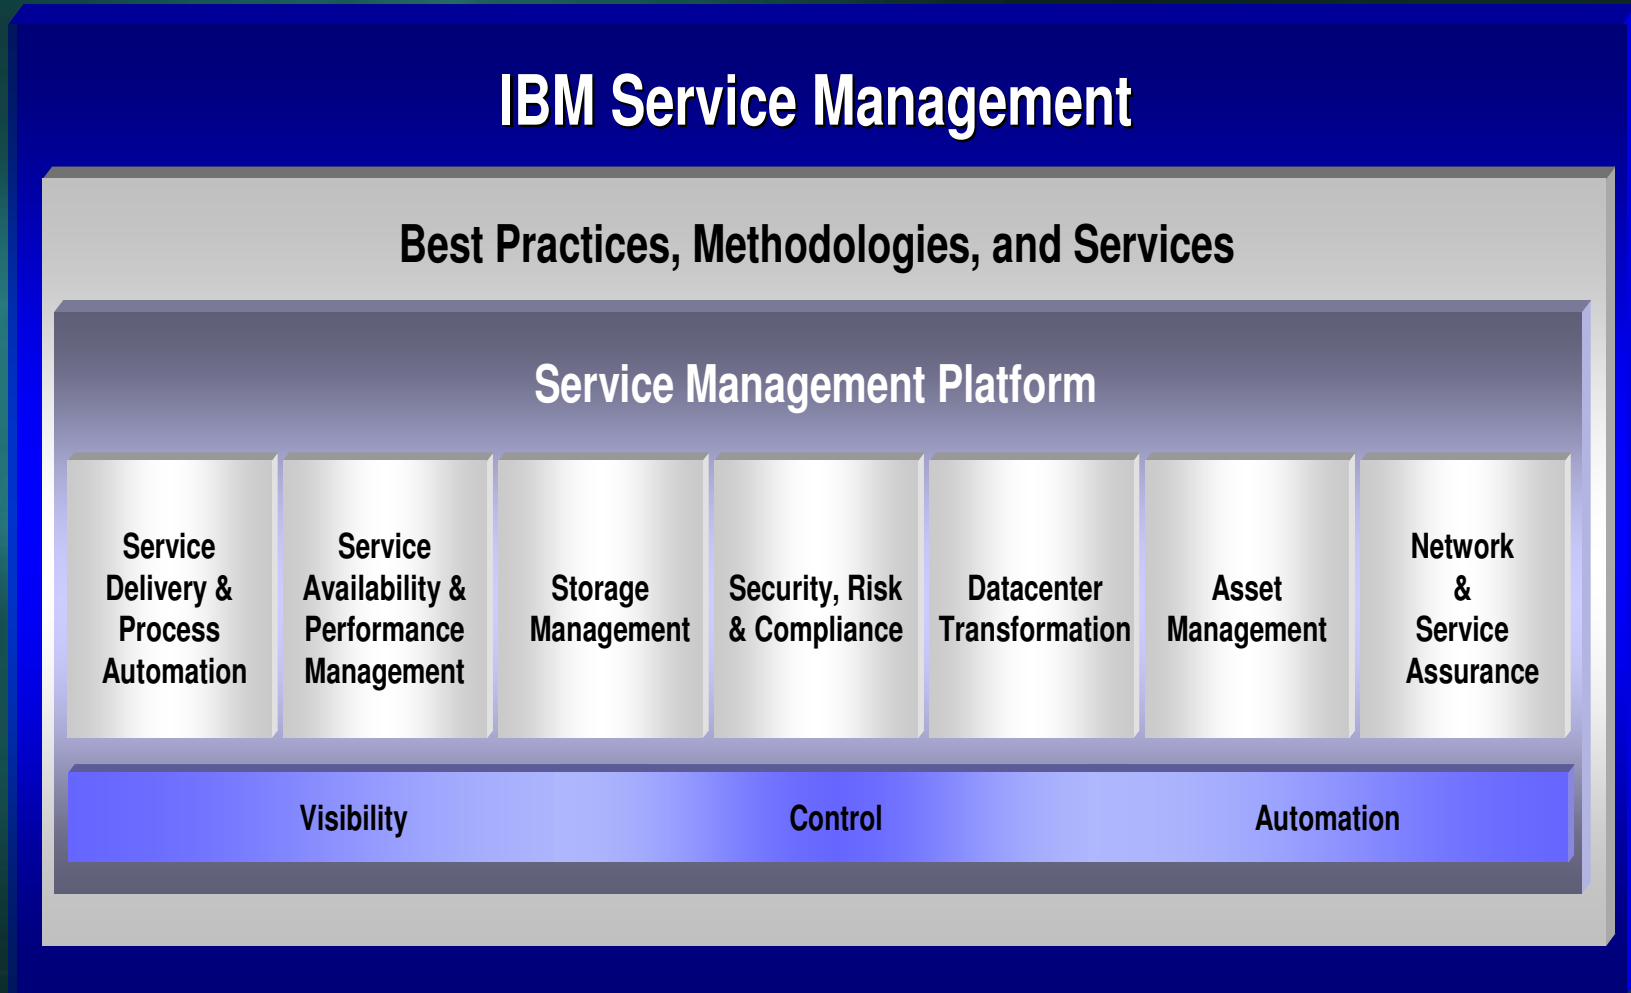 IBM Service Management
Best Practices, Methodologies, and Services
Service Management Platform
Service
Delivery &
Process
Automation
Service
Availability &
Performance
Management
Storage
Management
Security, Risk
& Compliance
Datacenter
Transformation
Asset
Management
Network
&
Service
Assurance
Visibility
Control
Automation